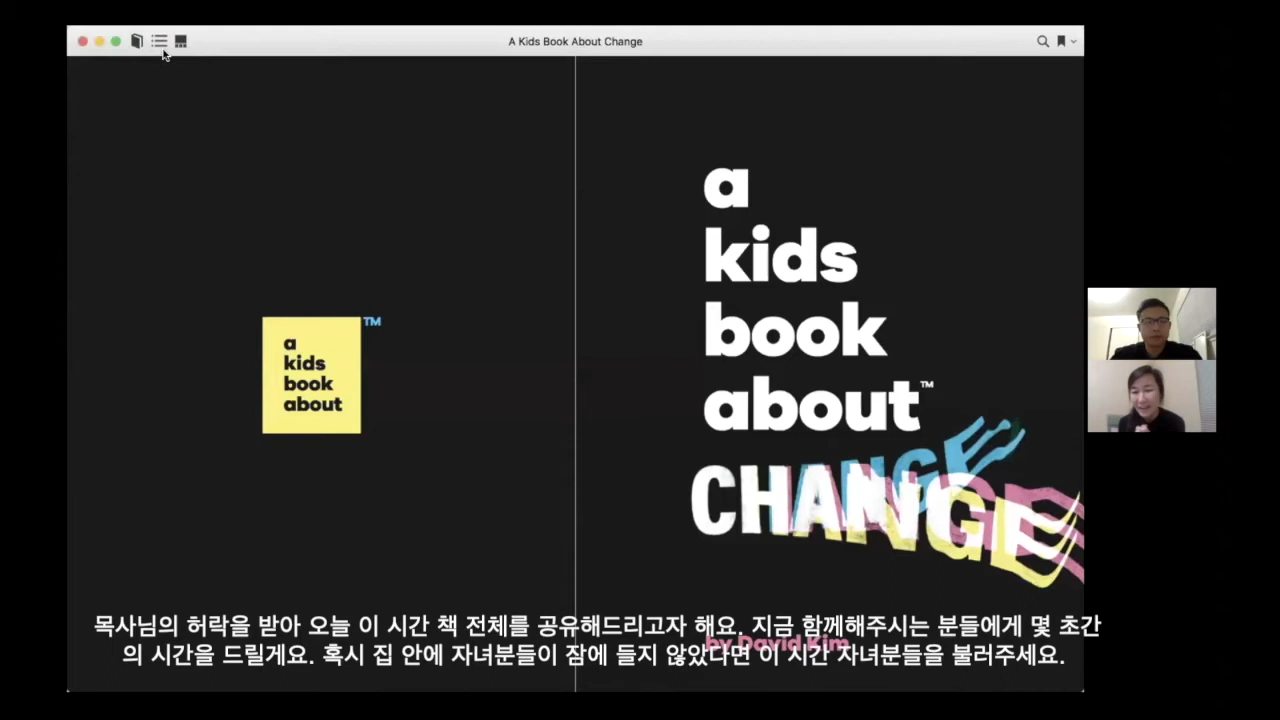 A Kids Book About Change
a
kids
book
about
TM
a
kids
book
about™
CHANGE
by David Kim
목사님의 허락을 받아 오늘 이 시간 책 전체를 공유해드리고자 해요. 지금 함께해주시는 분들에게 몇 초간
의 시간을 드릴게요. 혹시 집 안에 자녀분들이 잠에 들지 않았다면 이 시간 자녀분들을 불러주세요.